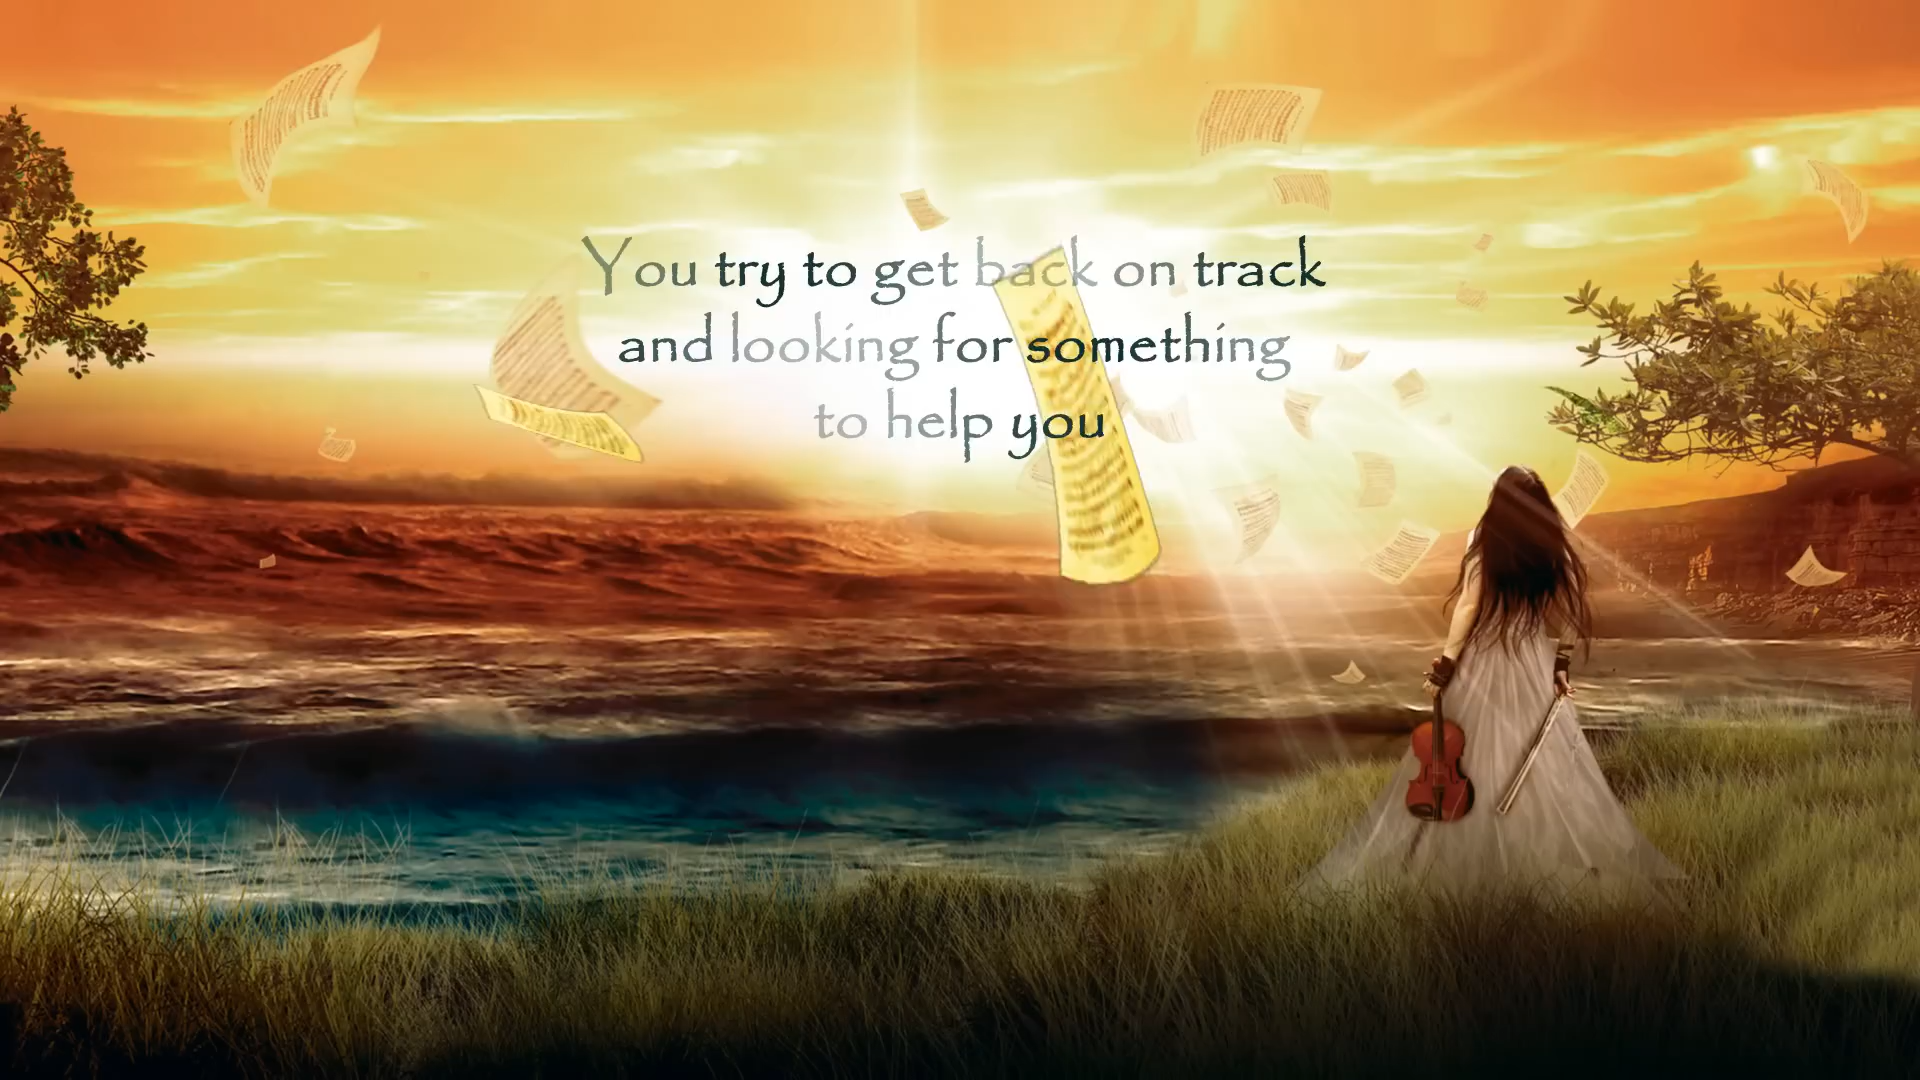 You try to get back on track
and looking for something
to help you